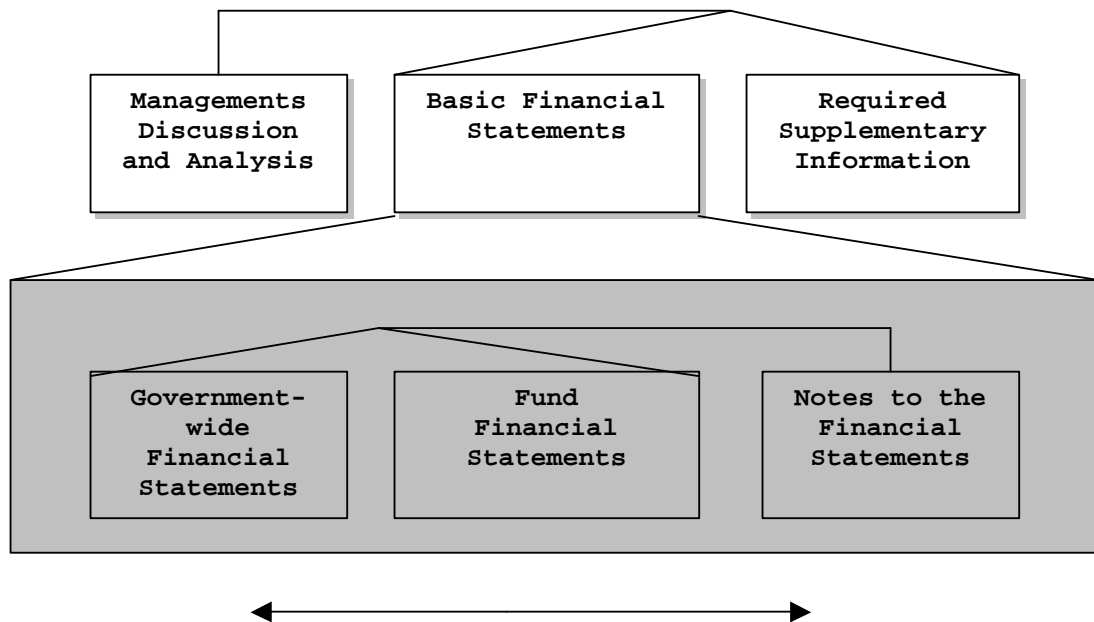 Managements
Discussion
and Analysis
Basic Financial
Statements
Required
Supplementary
Information
Government-
wide
Financial
Statements
Fund
Financial
Statements
Notes to the
Financial
Statements